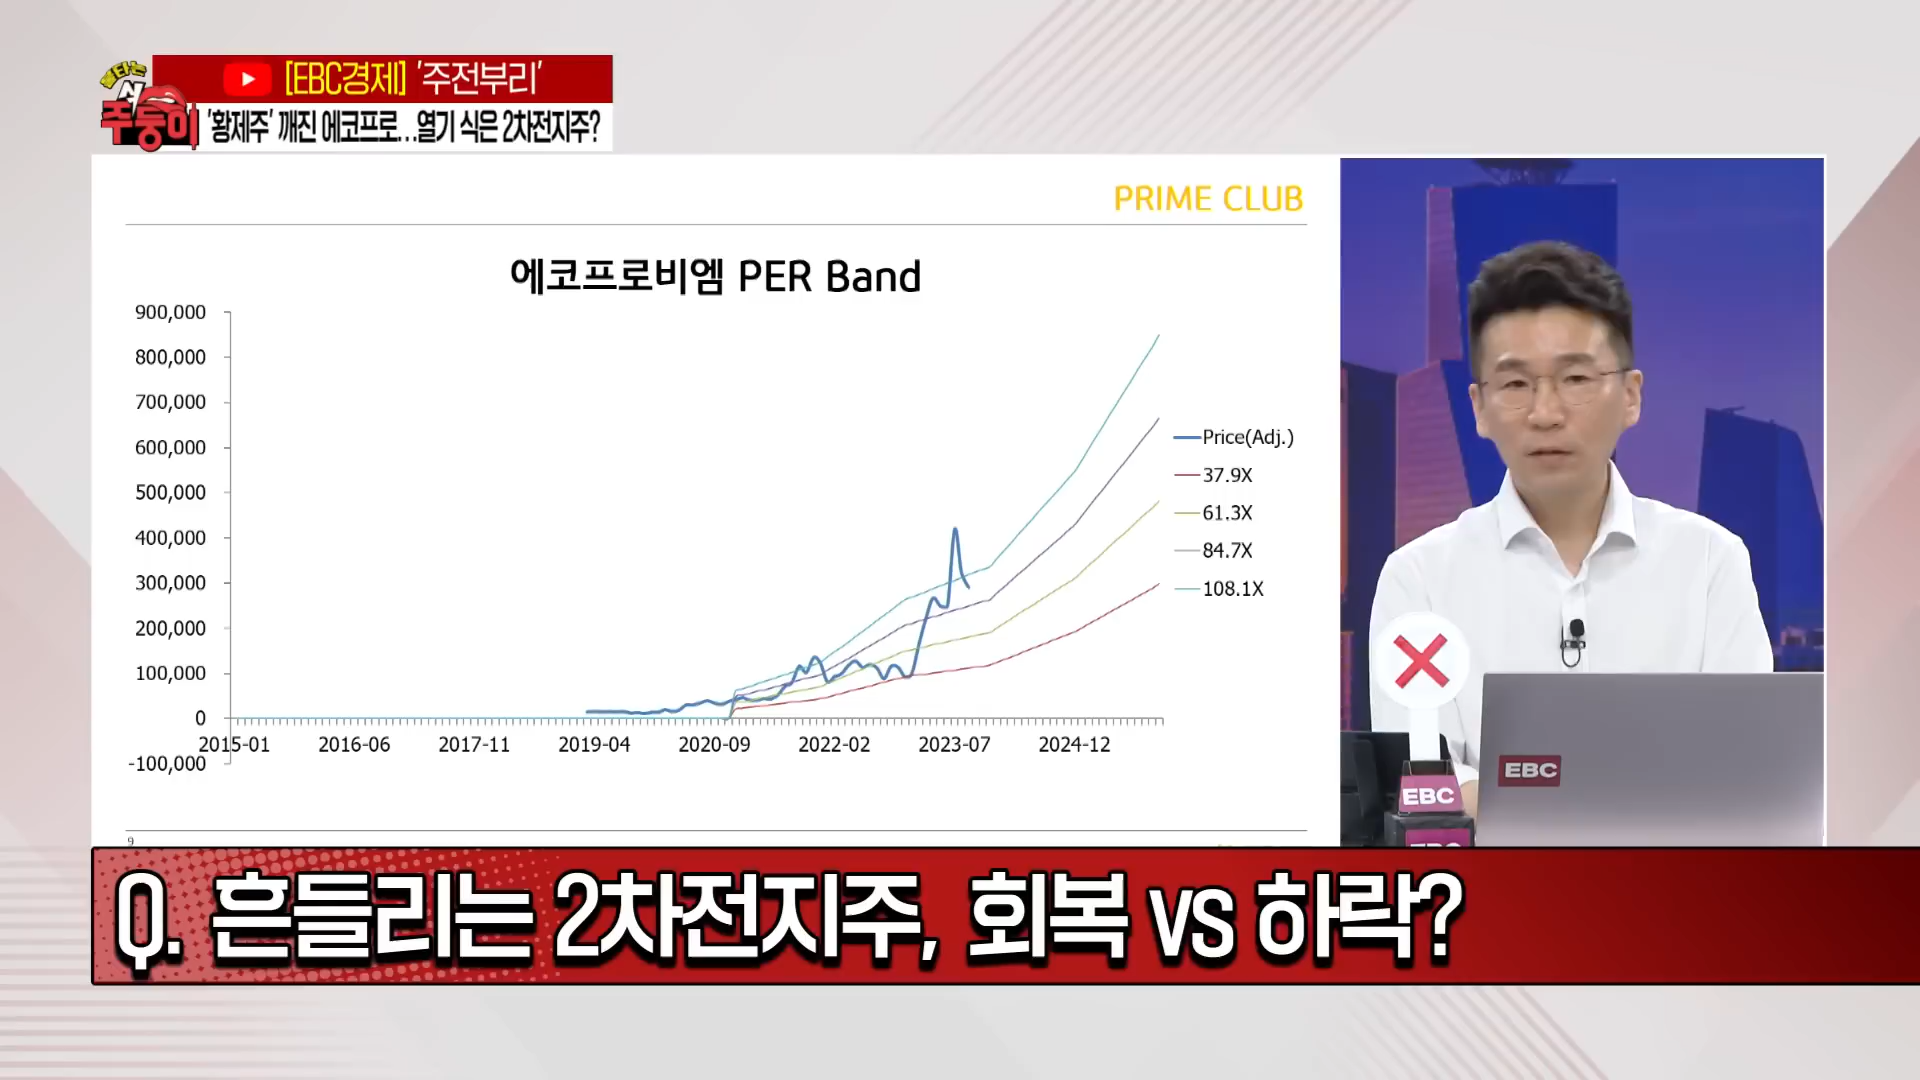 불타는
주둥이
[EBC경제] '주전부리'
'황제주' 깨진 에코프로...열기 식은 2차전지주?
PRIME CLUB
에코프로비엠 PER Band
900,000
800,000
700,000
600,000
500,000
400,000
300,000
200,000
100,000
0
-100,000
2015-01 2016-06 2017-11 2019-04 2020-09 2022-02 2023-07 2024-12
Price(Adj.)
37.9X
61.3X
84.7X
108.1X
9
EBC
EBC
EBC
Q. 흔들리는 2차전지주, 회복 vs 하락?